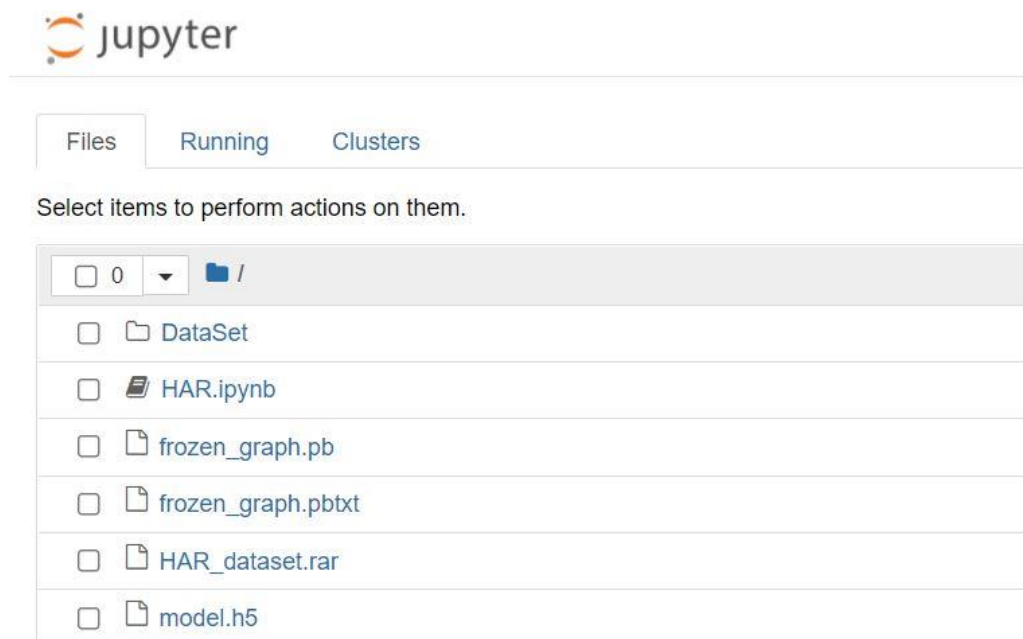 jupyter
Files Running Clusters
Select items to perform actions on them.
0 /
DataSet
HAR.ipynb
frozen_graph.pb
frozen_graph.pbtxt
HAR_dataset.rar
model.h5